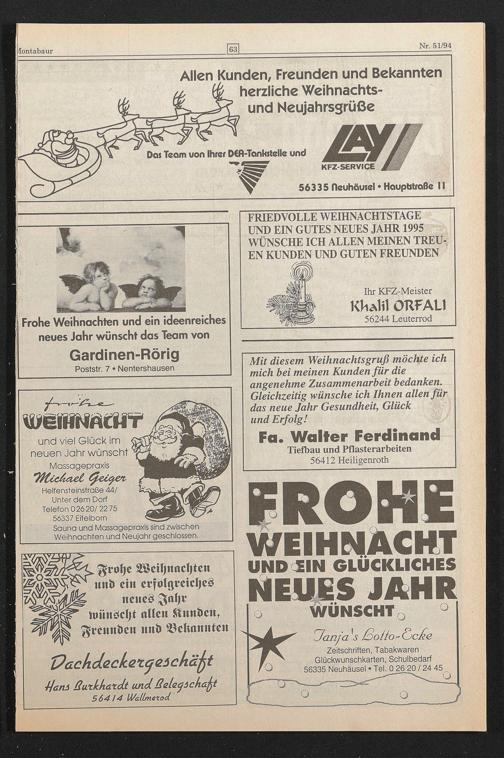 Montabaur
63
Nr. 51/94
Allen Kunden, Freunden und Bekannten
herzliche Weihnachts-
und Neujahrsgrüße
Das Team von Ihrer DEA-Tankstelle und
LAY
KFZ-SERVICE
56335 Neuhäusel • Hauptstraße 11
Frohe Weihnachten und ein ideenreiches
neues Jahr wünscht das Team von
Gardinen-Rörig
Poststr. 7 • Nentershausen
FRIEDVOLLE WEIHNACHTSTAGE
UND EIN GUTES NEUES JAHR 1995
WÜNSCHE ICH ALLEN MEINEN TREU-
EN KUNDEN UND GUTEN FREUNDEN
Ihr KFZ-Meister
Khalil ORFALI
56244 Leuterrod
Mit diesem Weihnachtsgruß möchte ich
mich bei meinen Kunden für die
angenehme Zusammenarbeit bedanken.
Gleichzeitig wünsche ich Ihnen allen für
das neue Jahr Gesundheit, Glück
und Erfolg!
Fa. Walter Ferdinand
Tiefbau und Pflasterarbeiten
56412 Heiligenroth
frohe
WEIHNACHT
und viel Glück im
neuen Jahr wünscht
Massagepraxis
Michael Geiger
Helfensteinstraße 44/
Unter dem Dorf
Telefon 0 26 20/ 22 75
56337 Eitelborn
Sauna und Massagepraxis sind zwischen
Weihnachten und Neujahr geschlossen.
Frohe Weihnachten
und ein erfolgreiches
neues Jahr
wünscht allen Kunden,
Freunden und Bekannten
Dachdeckergeschäft
Hans Burkhardt und Belegschaft
56414 Wallmerod
FROHE
WEIHNACHT
UND EIN GLÜCKLICHES
NEUES JAHR
WÜNSCHT
Tanja's Lotto-Ecke
Zeitschriften, Tabakwaren
Glückwunschkarten, Schulbedarf
56335 Neuhäusel • Tel. 0 26 20 / 24 45